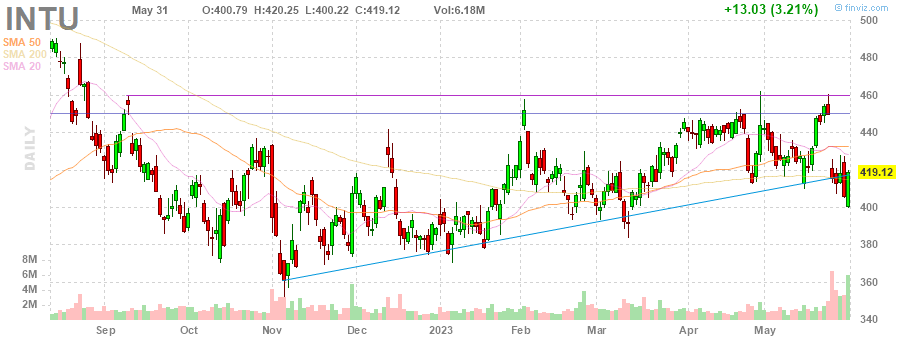 INTU
May 31 O:400.79 H:420.25 L:400.22 C:419.12 Vol:6.18M +13.03 (3.21%)
© finviz.com
SMA 50
SMA 200
SMA 20
DAILY
500
480
460
440
419.12
400
380
360
340
8M
6M
4M
2M
Sep Oct Nov Dec 2023 Feb Mar Apr May